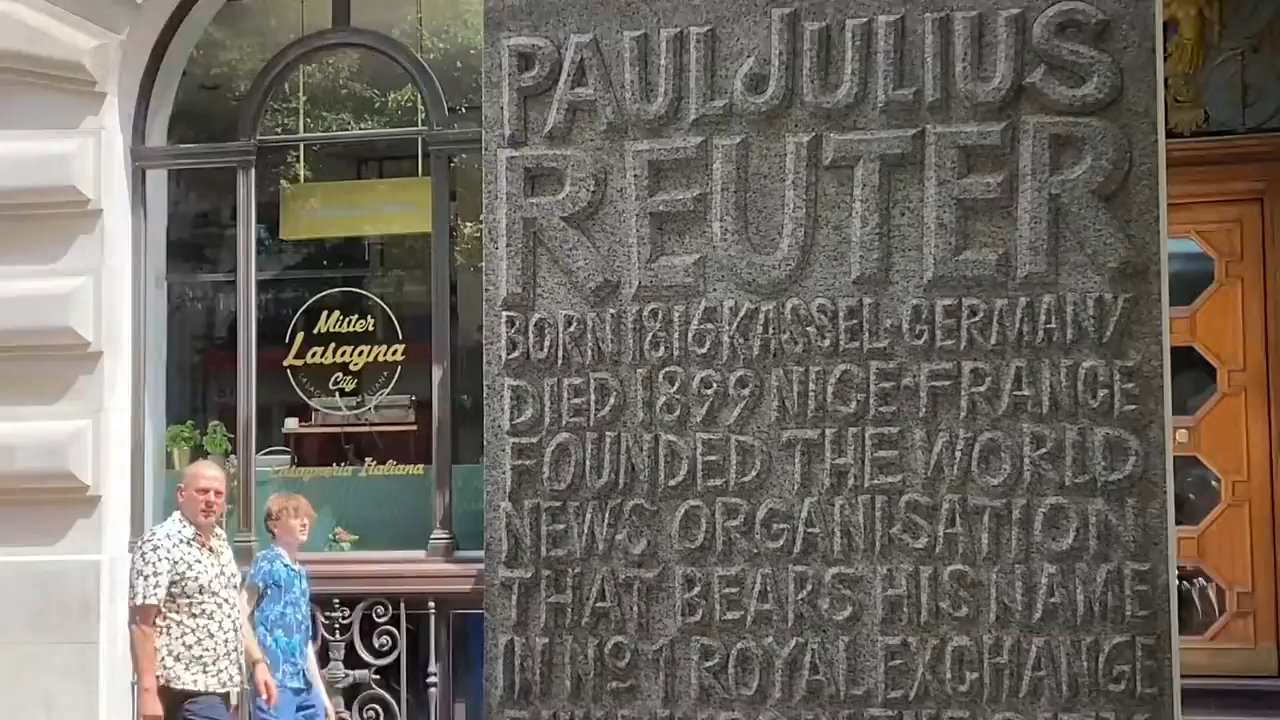 Mister
Lasagna
City
Lasagneria Italiana
PAUL JULIUS
REUTER
BORN 1816 KASSEL·GERMANY
DIED 1899 NICE·FRANCE
FOUNDED THE WORLD
NEWS ORGANISATION
THAT BEARS HIS NAME
IN No 1 ROYAL EXCHANGE